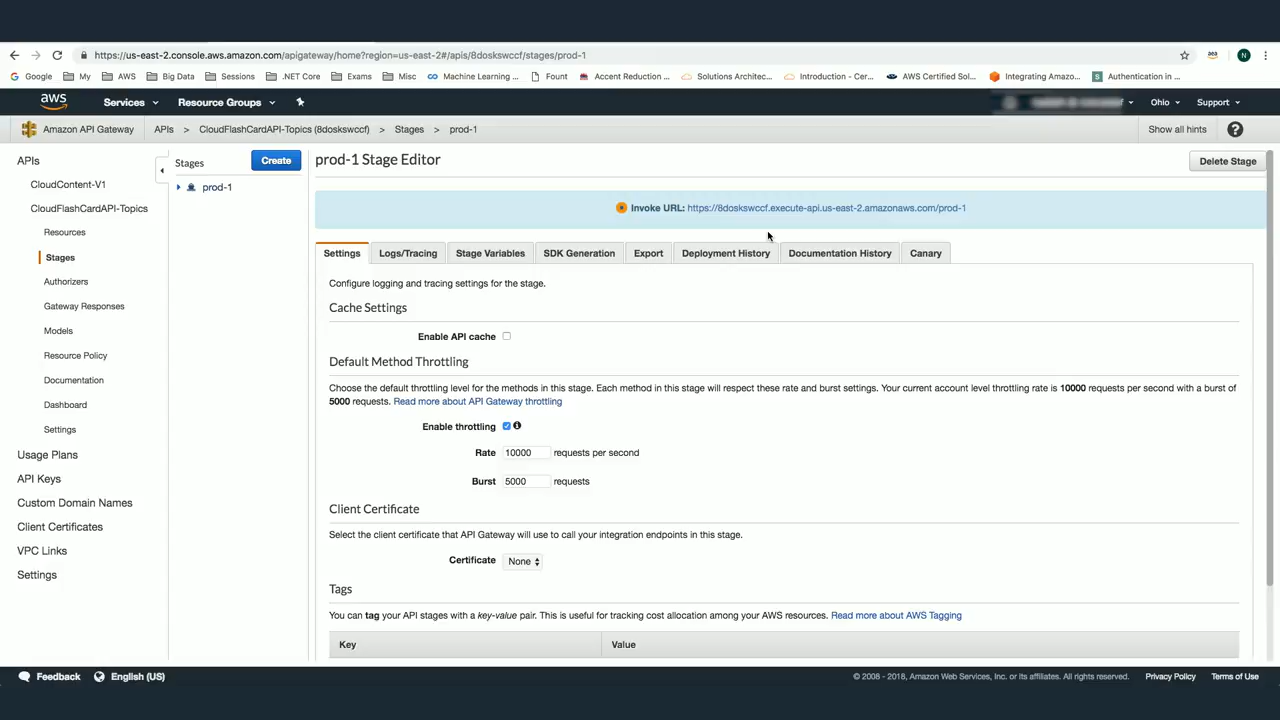 https://us-east-2.console.aws.amazon.com/apigateway/home?region=us-east-2#/apis/8doskswccf/stages/prod-1
N
Google My AWS Big Data Sessions .NET Core Exams Misc Machine Learning ... Fount Accent Reduction ... Solutions Architec... Introduction - Cer... AWS Certified Sol... Integrating Amazo... Authentication in ...
aws Services Resource Groups Ohio Support
Amazon API Gateway APIs > CloudFlashCardAPI-Topics (8doskswccf) > Stages > prod-1 Show all hints
APIs
CloudContent-V1
CloudFlashCardAPI-Topics
Resources
Stages
Authorizers
Gateway Responses
Models
Resource Policy
Documentation
Dashboard
Settings
Usage Plans
API Keys
Custom Domain Names
Client Certificates
VPC Links
Settings
Stages Create
prod-1
prod-1 Stage Editor Delete Stage
Invoke URL: https://8doskswccf.execute-api.us-east-2.amazonaws.com/prod-1
Settings Logs/Tracing Stage Variables SDK Generation Export Deployment History Documentation History Canary
Configure logging and tracing settings for the stage.
Cache Settings
Enable API cache
Default Method Throttling
Choose the default throttling level for the methods in this stage. Each method in this stage will respect these rate and burst settings. Your current account level throttling rate is 10000 requests per second with a burst of
5000 requests. Read more about API Gateway throttling
Enable throttling
Rate 10000 requests per second
Burst 5000 requests
Client Certificate
Select the client certificate that API Gateway will use to call your integration endpoints in this stage.
Certificate None
Tags
You can tag your API stages with a key-value pair. This is useful for tracking cost allocation among your AWS resources. Read more about AWS Tagging
Key Value
Feedback English (US) © 2008 - 2018, Amazon Web Services, Inc. or its affiliates. All rights reserved. Privacy Policy Terms of Use